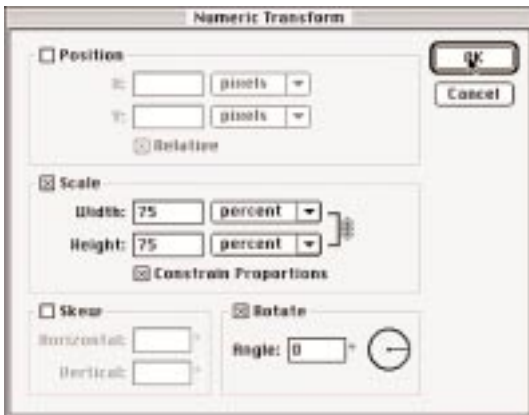 Numeric Transform
Position
X: pixels
Y: pixels
Relative
OK
Cancel
Scale
Width: 75 percent
Height: 75 percent
Constrain Proportions
Skew
Horizontal: °
Vertical: °
Rotate
Angle: 0 °